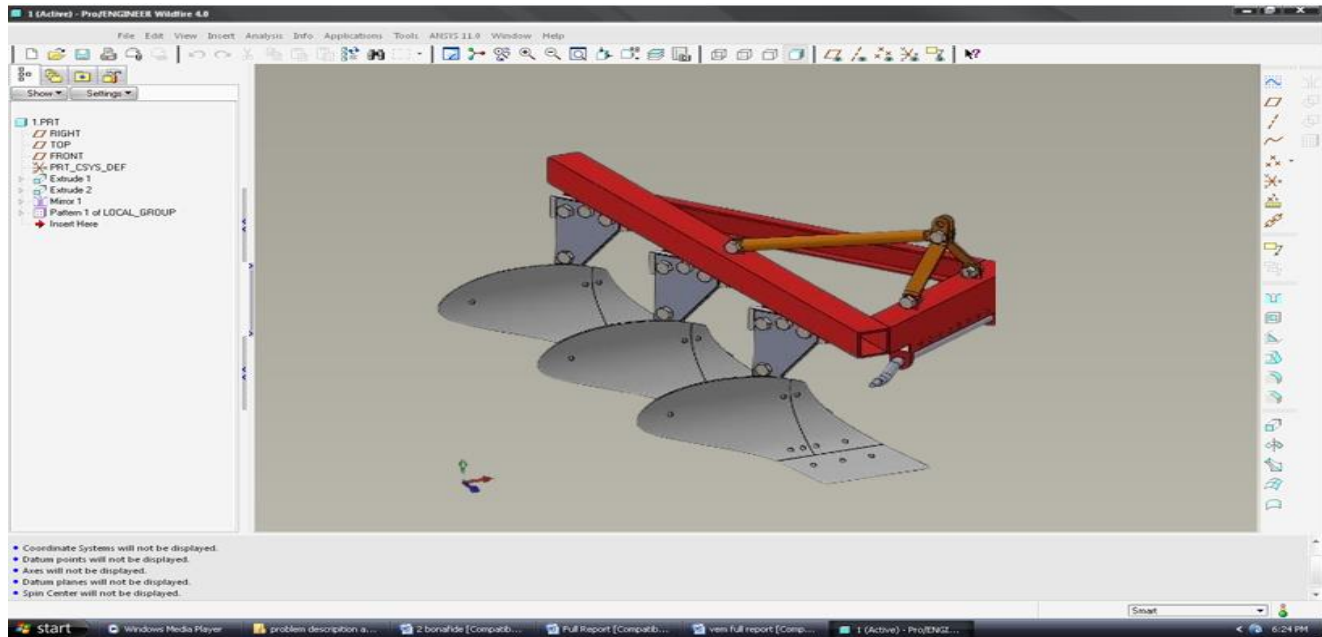 1 (Active) - Pro/ENGINEER Wildfire 4.0
File Edit View Insert Analysis Info Applications Tools ANSYS 11.0 Window Help
Show Settings
1.PRT
RIGHT
TOP
FRONT
PRT_CSYS_DEF
Extrude 1
Extrude 2
Mirror 1
Pattern 1 of LOCAL_GROUP
Insert Here
Coordinate Systems will not be displayed.
Datum points will not be displayed.
Axes will not be displayed.
Datum planes will not be displayed.
Spin Center will not be displayed.
Smart
start Windows Media Player problem descripition a... 2 bonafide [Compatib... Full Report [Compatib... vem full report [Comp... 1 (Active) - Pro/ENGI... 6:24 PM